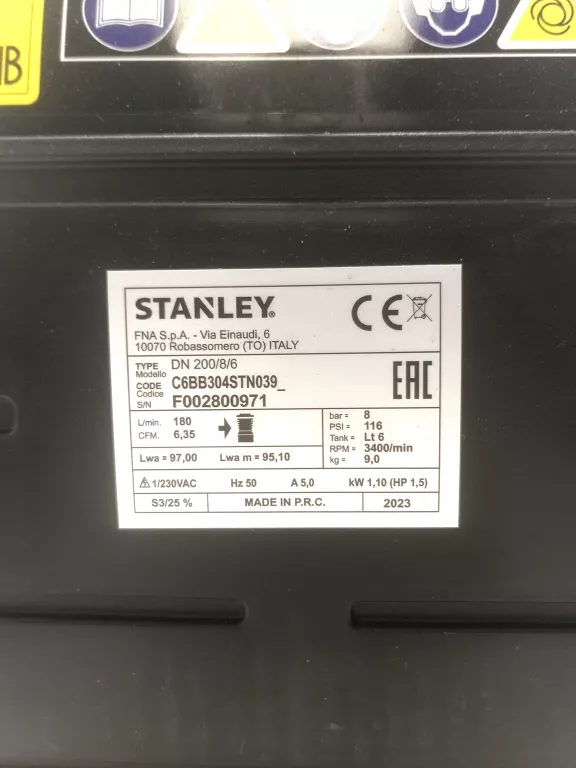 STANLEY®
FNA S.p.A. - Via Einaudi, 6
10070 Robassomero (TO) ITALY
CE
TYPE
Modello
DN 200/8/6
CODE
Codice
C6BB304STN039_
S/N
F002800971
EAC
L/min. 180
CFM. 6,35
bar = 8
PSI = 116
Tank = Lt 6
RPM = 3400/min
kg = 9,0
Lwa = 97,00 Lwa m = 95,10
1/230VAC Hz 50 A 5,0 kW 1,10 (HP 1,5)
S3/25 % MADE IN P.R.C. 2023